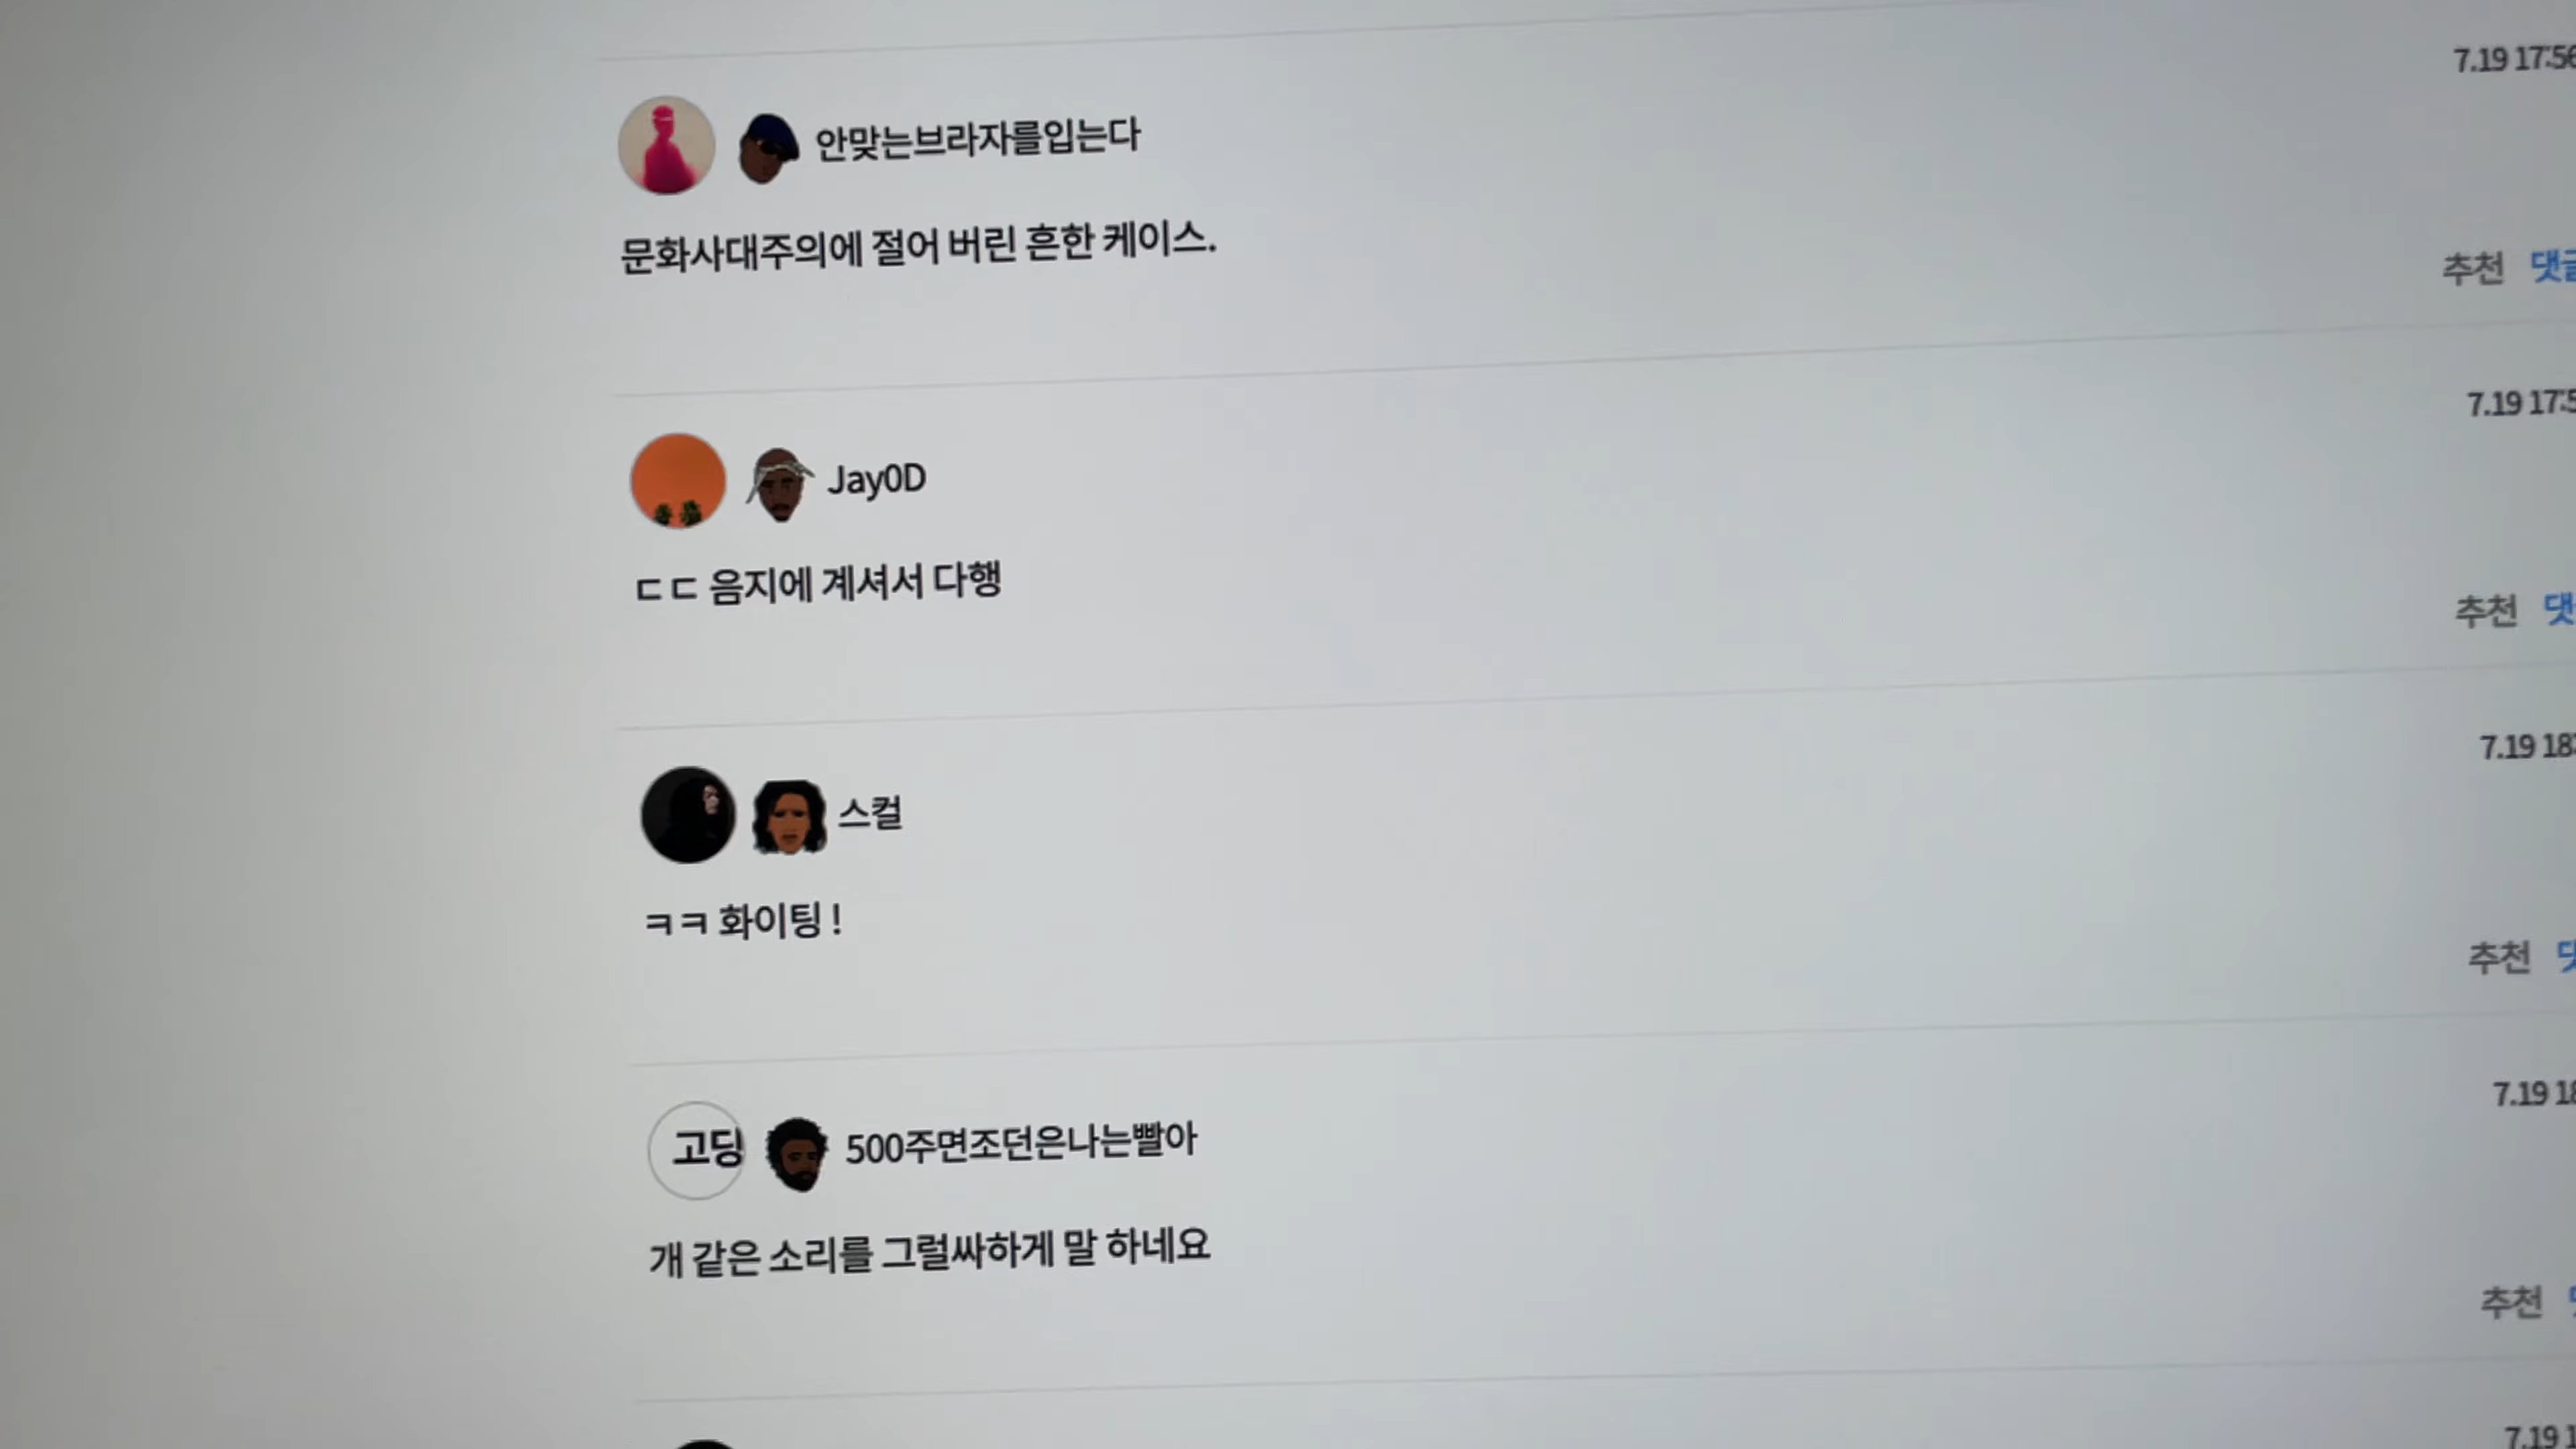 7.19 17:56
안맞는브라자를입는다
문화사대주의에 절어 버린 흔한 케이스.
추천 댓글
7.19 17:5
Jay0D
ㄷㄷ 음지에 계셔서 다행
추천 댓
7.19 18:
스컬
ㅋㅋ 화이팅 !
추천
7.19 18
고딩 500주면조던은나는빨아
개 같은 소리를 그럴싸하게 말 하네요
추천
7.19 1